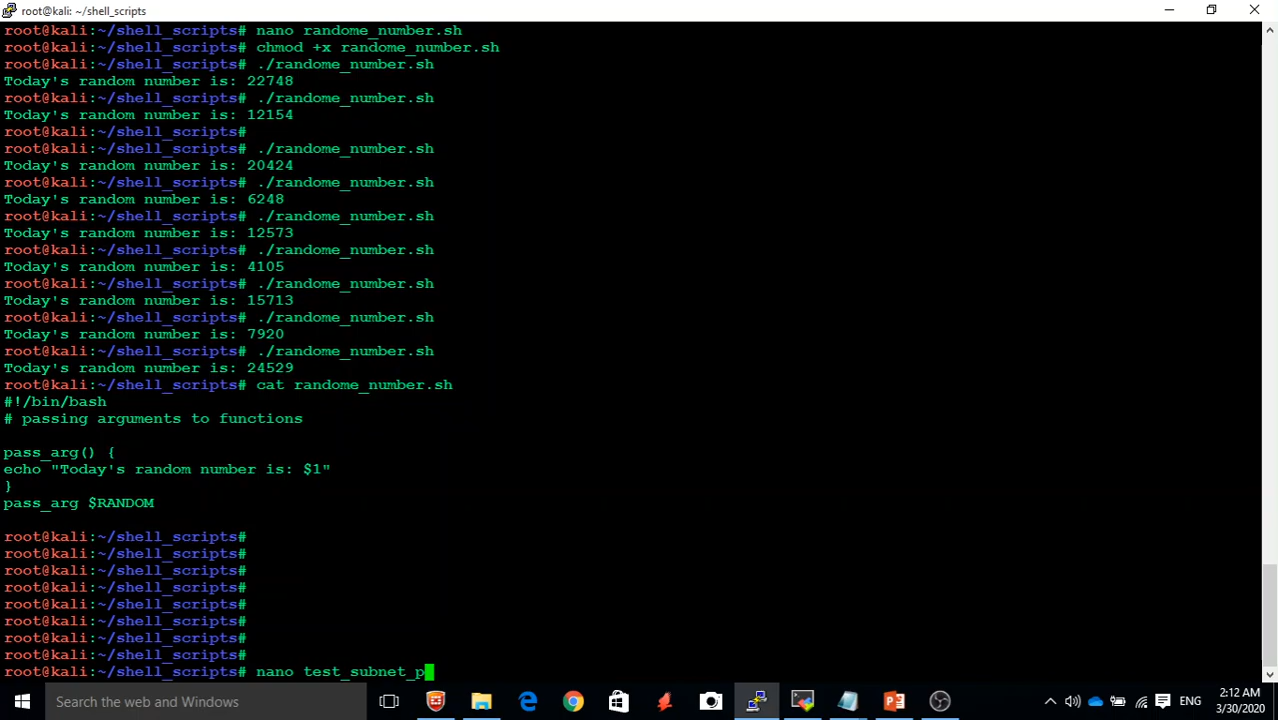 root@kali: ~/shell_scripts
root@kali:~/shell_scripts# nano randome_number.sh
root@kali:~/shell_scripts# chmod +x randome_number.sh
root@kali:~/shell_scripts# ./randome_number.sh
Today's random number is: 22748
root@kali:~/shell_scripts# ./randome_number.sh
Today's random number is: 12154
root@kali:~/shell_scripts#
root@kali:~/shell_scripts# ./randome_number.sh
Today's random number is: 20424
root@kali:~/shell_scripts# ./randome_number.sh
Today's random number is: 6248
root@kali:~/shell_scripts# ./randome_number.sh
Today's random number is: 12573
root@kali:~/shell_scripts# ./randome_number.sh
Today's random number is: 4105
root@kali:~/shell_scripts# ./randome_number.sh
Today's random number is: 15713
root@kali:~/shell_scripts# ./randome_number.sh
Today's random number is: 7920
root@kali:~/shell_scripts# ./randome_number.sh
Today's random number is: 24529
root@kali:~/shell_scripts# cat randome_number.sh
#!/bin/bash
# passing arguments to functions
pass_arg() {
echo "Today's random number is: $1"
}
pass_arg $RANDOM
root@kali:~/shell_scripts#
root@kali:~/shell_scripts#
root@kali:~/shell_scripts#
root@kali:~/shell_scripts#
root@kali:~/shell_scripts#
root@kali:~/shell_scripts#
root@kali:~/shell_scripts#
root@kali:~/shell_scripts#
root@kali:~/shell_scripts# nano test_subnet_p
Search the web and Windows
ENG
2:12 AM
3/30/2020